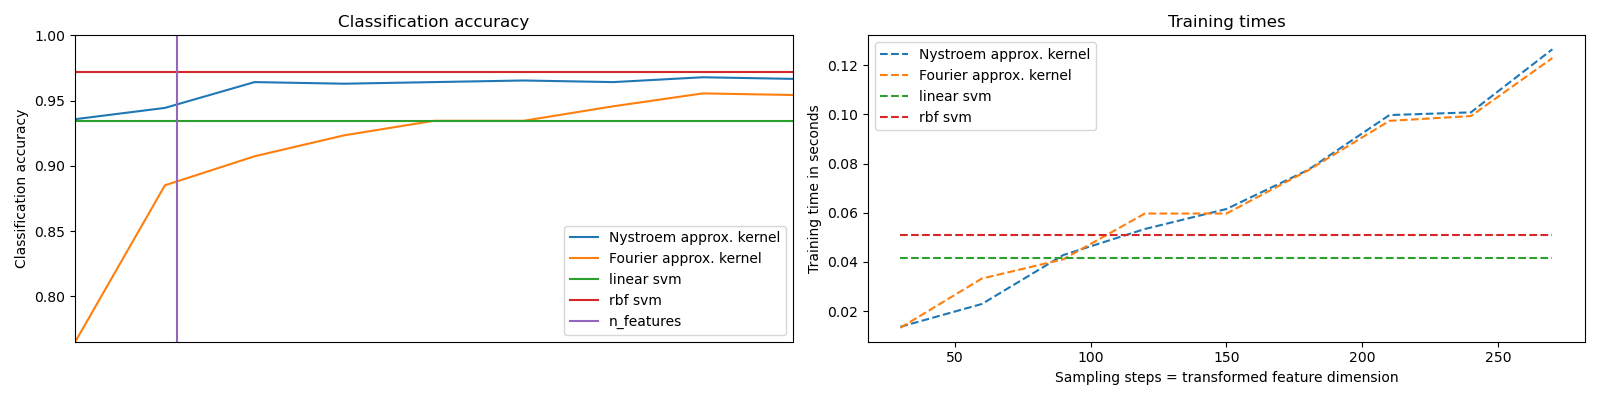 Classification accuracy
Classification accuracy
1.00
0.95
0.90
0.85
0.80
Nystroem approx. kernel
Fourier approx. kernel
linear svm
rbf svm
n_features
Training times
Training time in seconds
0.12
0.10
0.08
0.06
0.04
0.02
Nystroem approx. kernel
Fourier approx. kernel
linear svm
rbf svm
50
100
150
200
250
Sampling steps = transformed feature dimension